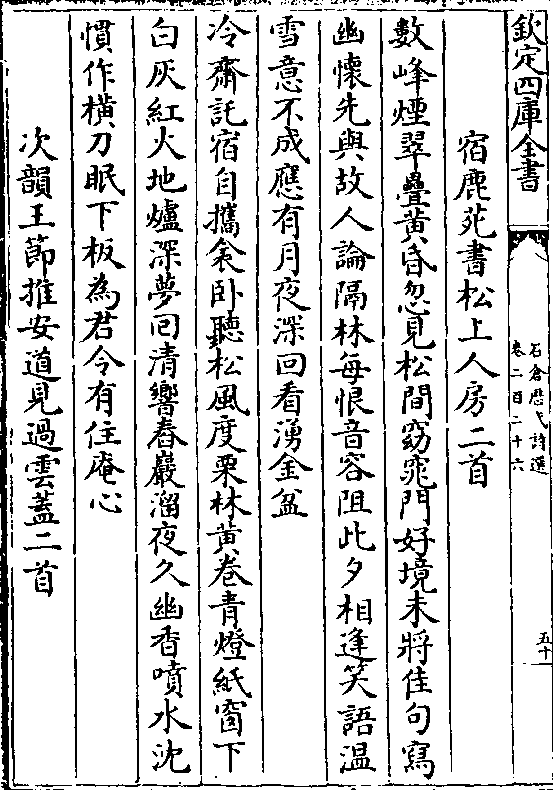 欽定四庫全書
石倉歷代詩選
卷二百二十六
五十
宿鹿苑書松上人房二首
數峰煙翠疊黃昏忽見松間窈窕門好境未將佳句寫
幽懷先與故人論隔林每恨音容阻此夕相逢笑語溫
雪意不成應有月夜深回看湧金盆
冷齋託宿自攜衾卧聽松風度栗林黃卷青燈紙窗下
白灰紅火地爐深夢回清響舂巖溜夜久幽香噴水沈
慣作橫刀眠下板為君令有住庵心
次韻王節推安道見過雲蓋二首